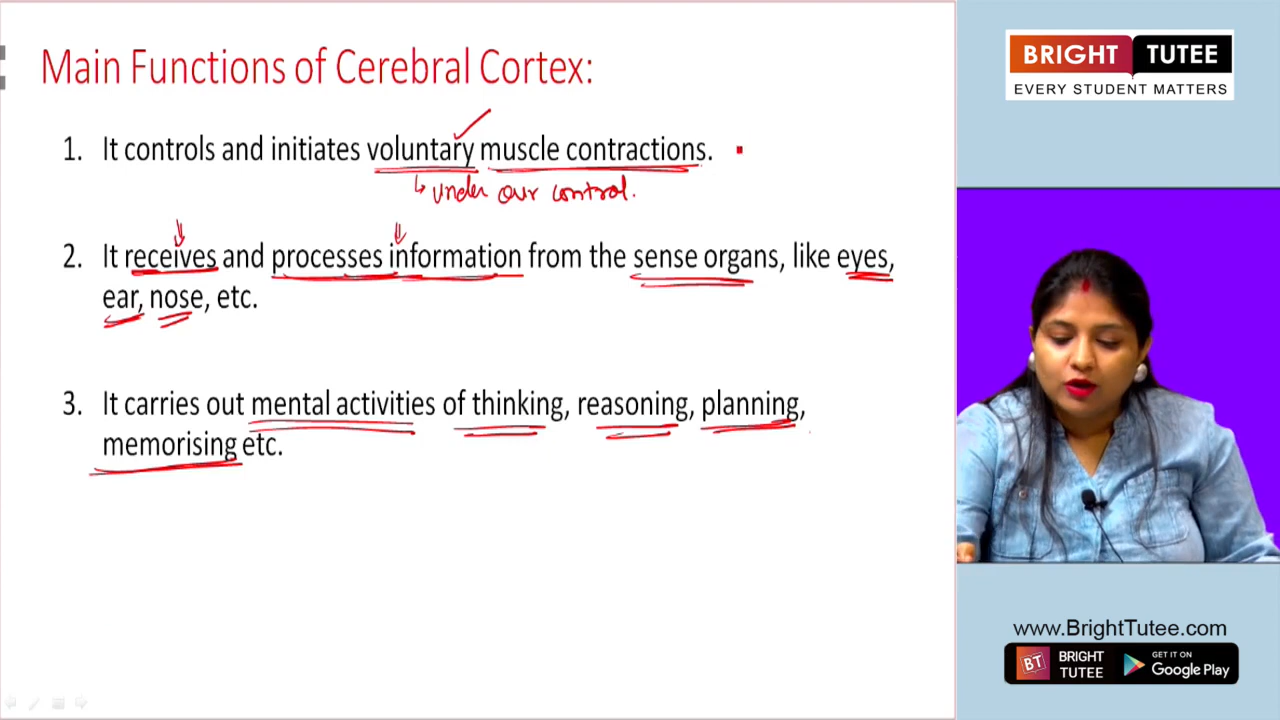 Main Functions of Cerebral Cortex:
1. It controls and initiates voluntary muscle contractions.
↳ under our control.
2. It receives and processes information from the sense organs, like eyes,
ear, nose, etc.
3. It carries out mental activities of thinking, reasoning, planning,
memorising etc.
BRIGHT TUTEE
EVERY STUDENT MATTERS
www.BrightTutee.com
BT
BRIGHT
TUTEE
GET IT ON
Google Play